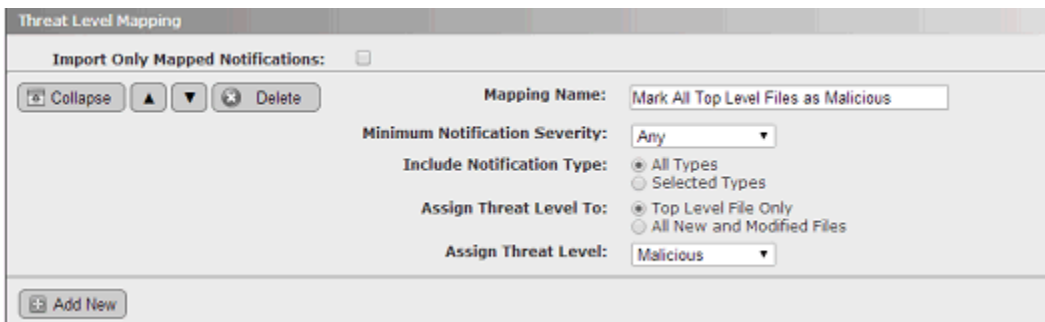 Threat Level Mapping
Import Only Mapped Notifications:
Collapse Delete Mapping Name: Mark All Top Level Files as Malicious
Minimum Notification Severity: Any
Include Notification Type: All Types
Selected Types
Assign Threat Level To: Top Level File Only
All New and Modified Files
Assign Threat Level: Malicious
Add New